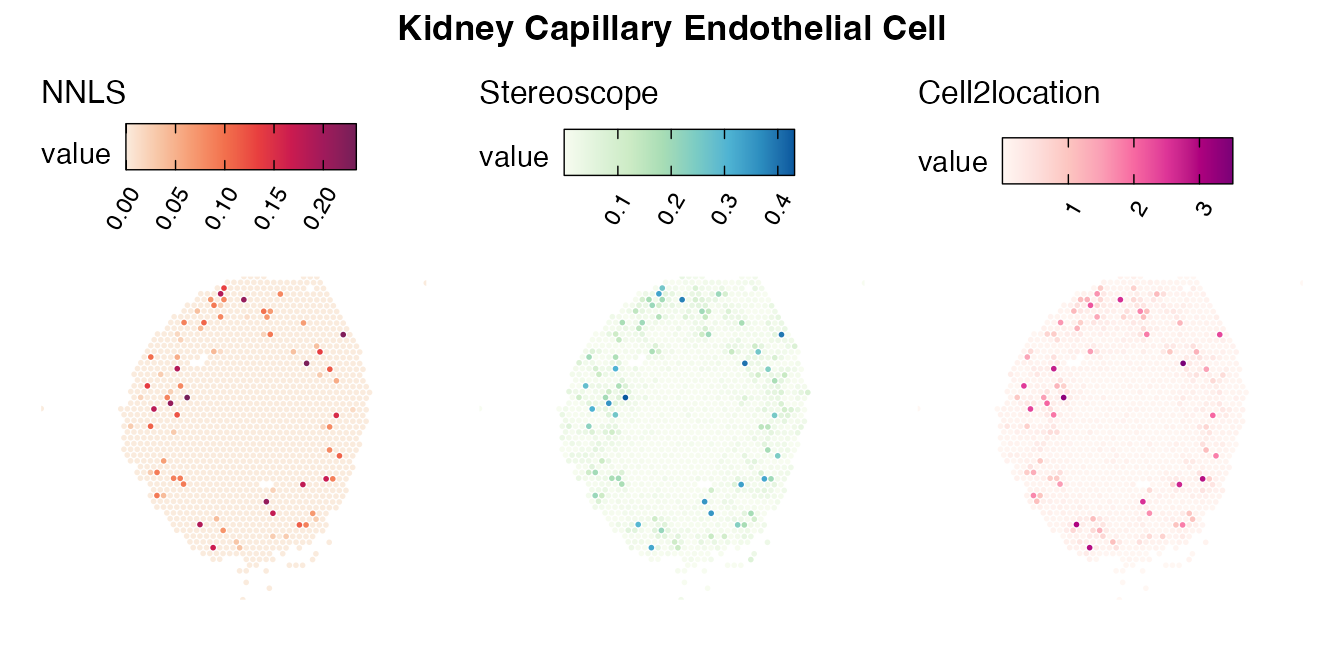 Kidney Capillary Endothelial Cell
NNLS
value
0.00 0.05 0.10 0.15 0.20
Stereoscope
value
0.1 0.2 0.3 0.4
Cell2location
value
1 2 3